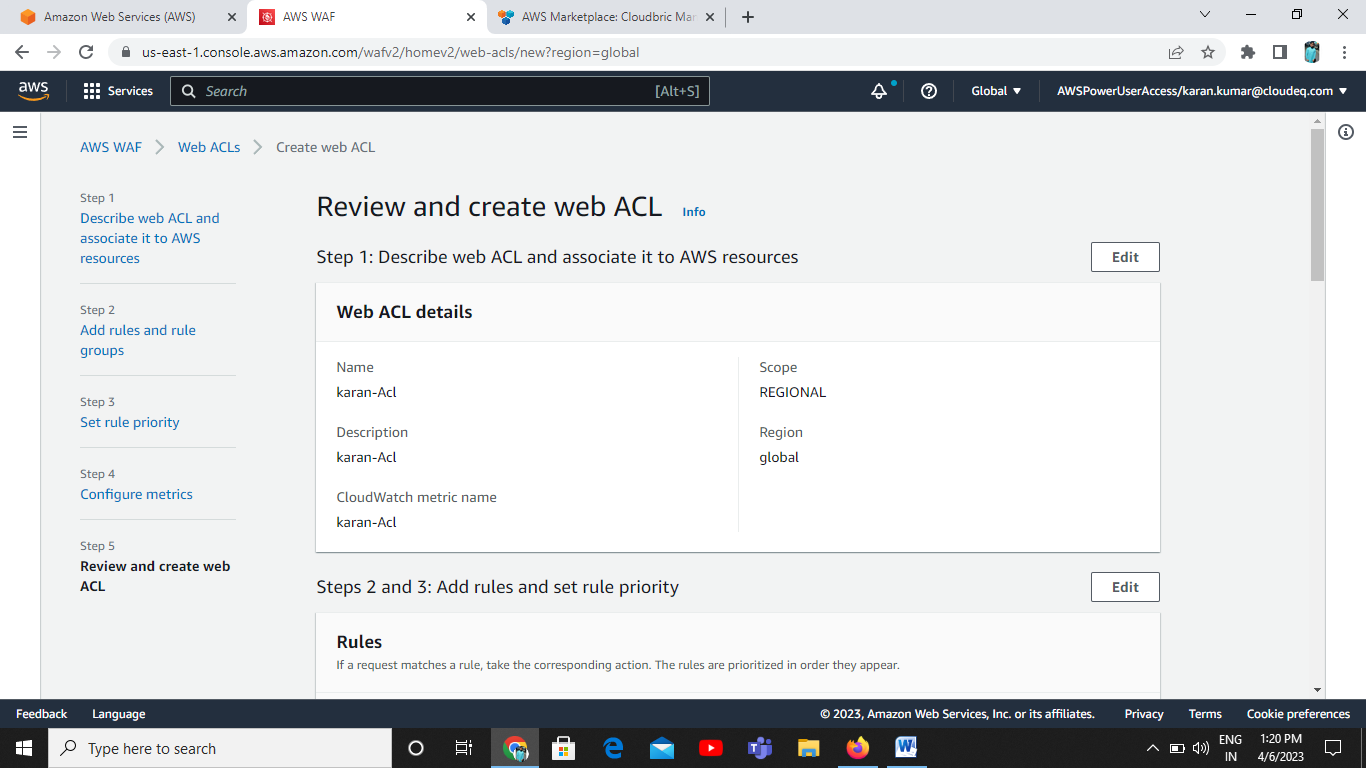 Amazon Web Services (AWS)
AWS WAF
AWS Marketplace: Cloudbric Mar
us-east-1.console.aws.amazon.com/wafv2/homev2/web-acls/new?region=global
aws
Services
Search
[Alt+S]
Global
AWSPowerUserAccess/karan.kumar@cloudeq.com
AWS WAF
Web ACLs
Create web ACL
Step 1
Describe web ACL and
associate it to AWS
resources
Step 2
Add rules and rule
groups
Step 3
Set rule priority
Step 4
Configure metrics
Step 5
Review and create web
ACL
Review and create web ACL Info
Step 1: Describe web ACL and associate it to AWS resources
Edit
Web ACL details
Name
karan-Acl
Description
karan-Acl
CloudWatch metric name
karan-Acl
Scope
REGIONAL
Region
global
Steps 2 and 3: Add rules and set rule priority
Edit
Rules
If a request matches a rule, take the corresponding action. The rules are prioritized in order they appear.
Feedback
Language
© 2023, Amazon Web Services, Inc. or its affiliates.
Privacy
Terms
Cookie preferences
Type here to search
ENG
IN
1:20 PM
4/6/2023